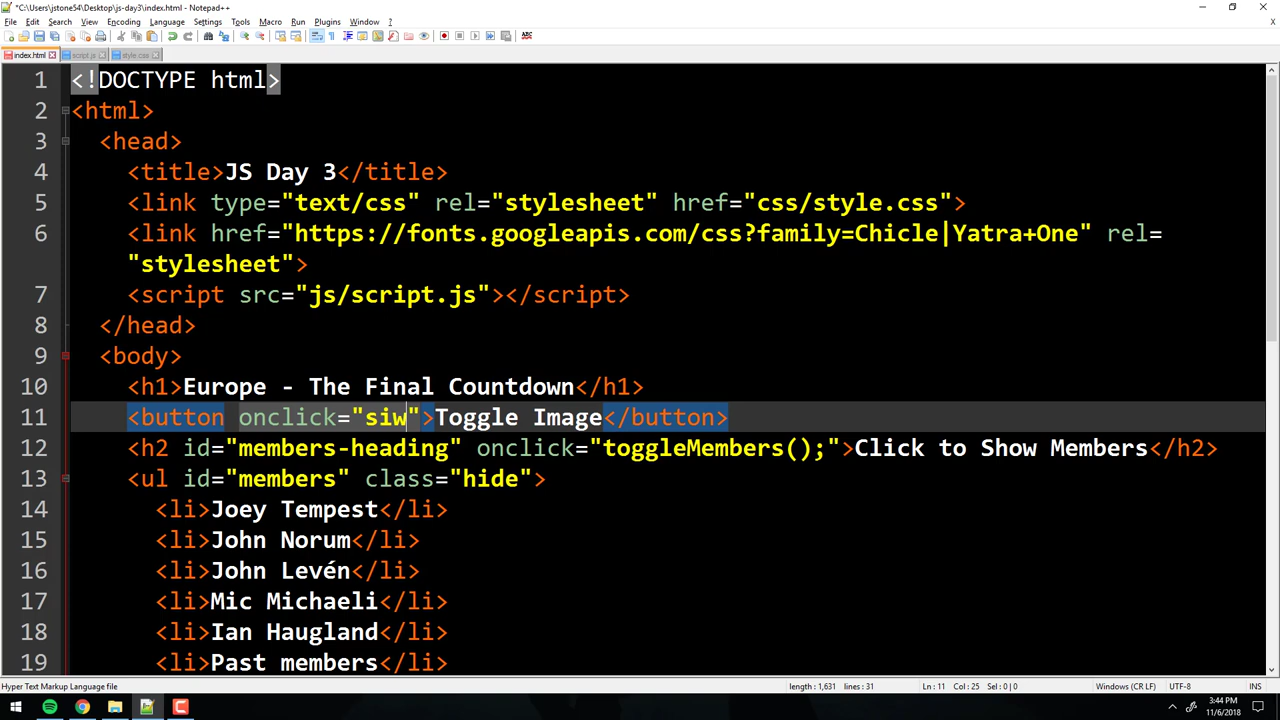 *C:\Users\jstone54\Desktop\js-day3\index.html - Notepad++
File Edit Search View Encoding Language Settings Tools Macro Run Plugins Window ?
index.html script.js style.css
1 <!DOCTYPE html>
2 <html>
3 <head>
4 <title>JS Day 3</title>
5 <link type="text/css" rel="stylesheet" href="css/style.css">
6 <link href="https://fonts.googleapis.com/css?family=Chicle|Yatra+One" rel=
"stylesheet">
7 <script src="js/script.js"></script>
8 </head>
9 <body>
10 <h1>Europe - The Final Countdown</h1>
11 <button onclick="siw">Toggle Image</button>
12 <h2 id="members-heading" onclick="toggleMembers();">Click to Show Members</h2>
13 <ul id="members" class="hide">
14 <li>Joey Tempest</li>
15 <li>John Norum</li>
16 <li>John Levén</li>
17 <li>Mic Michaeli</li>
18 <li>Ian Haugland</li>
19 <li>Past members</li>
Hyper Text Markup Language file length : 1,631 lines : 31 Ln : 11 Col : 25 Sel : 0 | 0 Windows (CR LF) UTF-8 INS
3:44 PM
11/6/2018